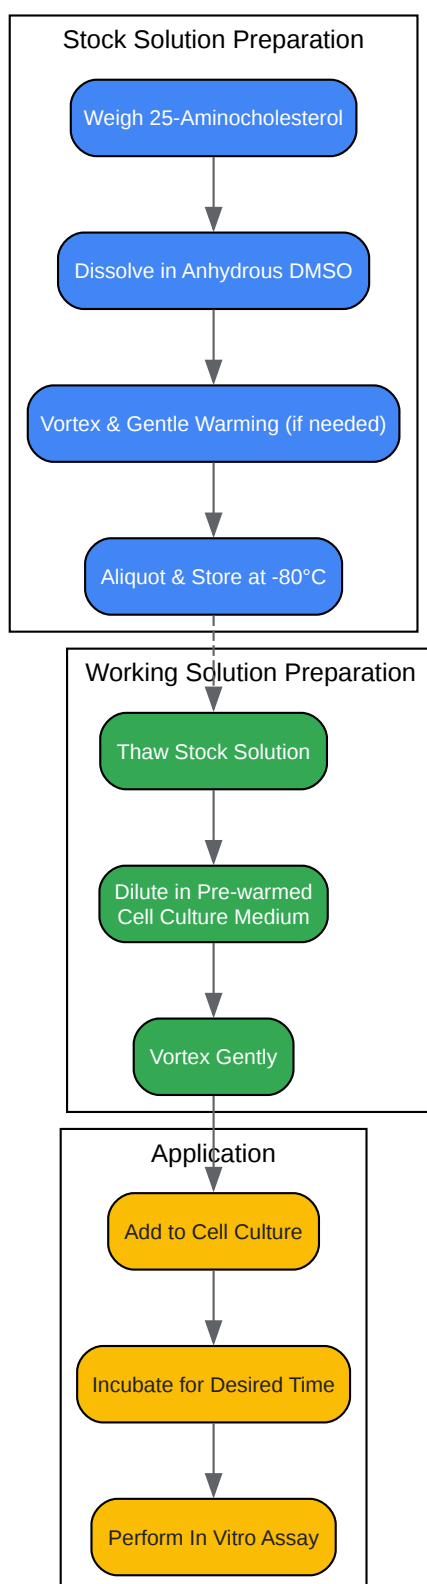 Stock Solution Preparation
Weigh 25-Aminocholesterol
Dissolve in Anhydrous DMSO
Vortex & Gentle Warming (if needed)
Aliquot & Store at -80°C
Working Solution Preparation
Thaw Stock Solution
Dilute in Pre-warmed
Cell Culture Medium
Vortex Gently
Application
Add to Cell Culture
Incubate for Desired Time
Perform In Vitro Assay